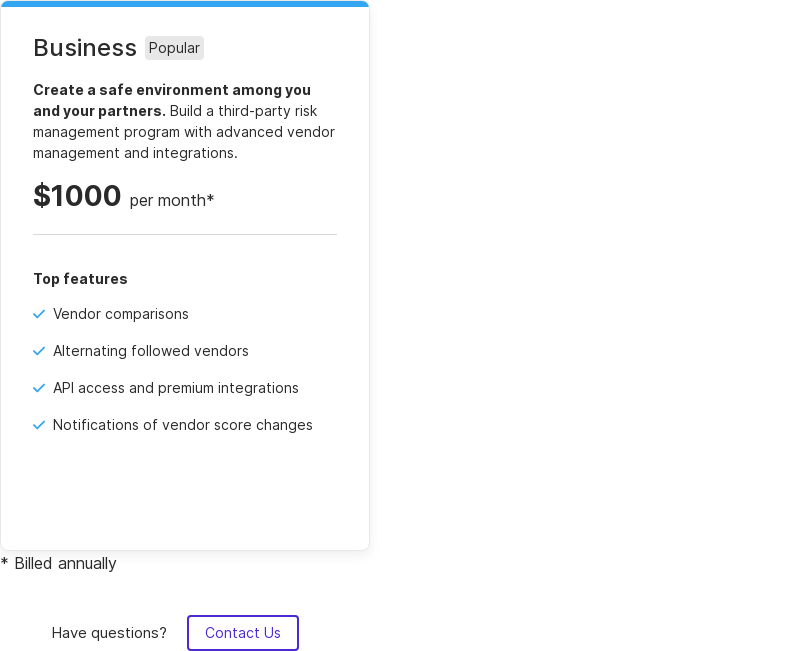 Business Popular
Create a safe environment among you
and your partners. Build a third-party risk
management program with advanced vendor
management and integrations.
$1000 per month*
Top features
Vendor comparisons
Alternating followed vendors
API access and premium integrations
Notifications of vendor score changes
* Billed annually
Have questions? Contact Us